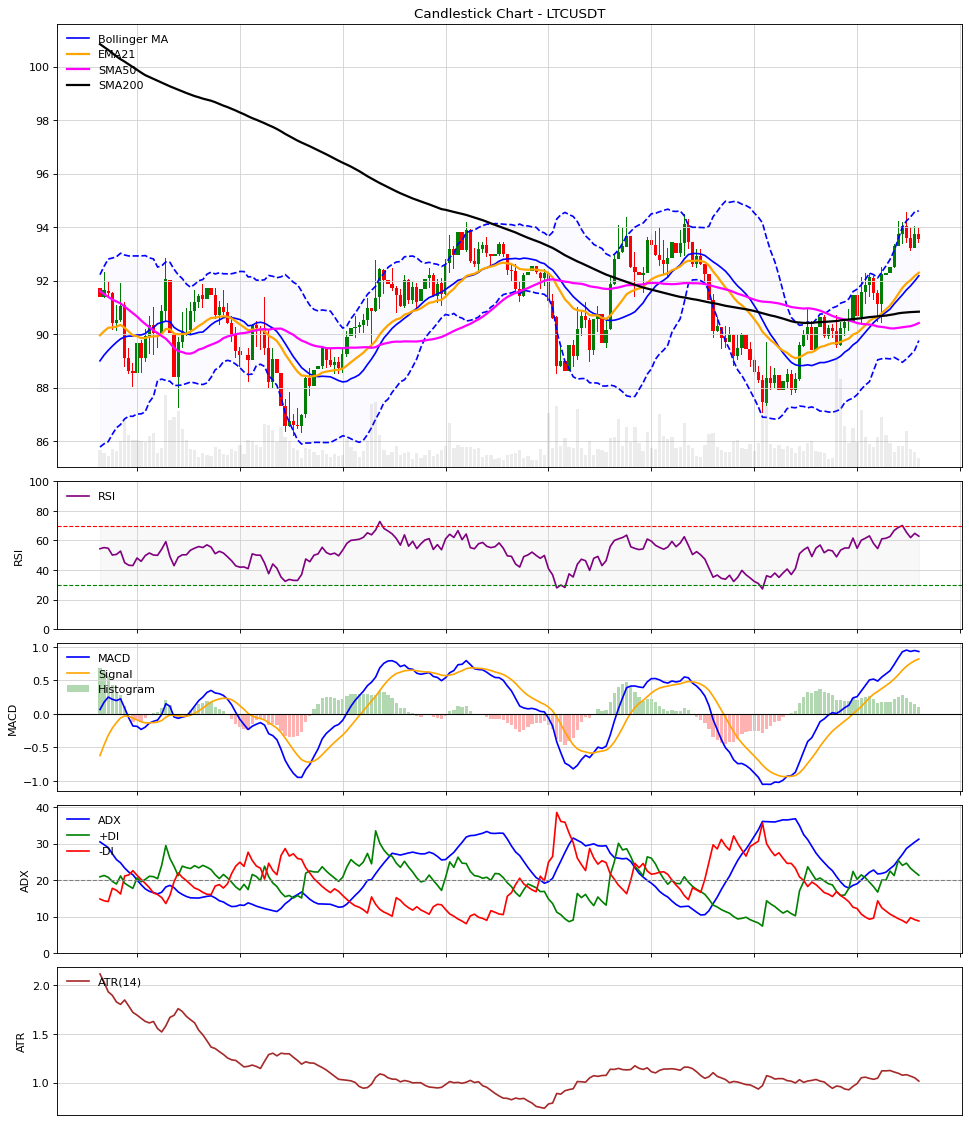 Candlestick Chart - LTCUSDT
Bollinger MA
EMA21
SMA50
SMA200
100
98
96
94
92
90
88
86
RSI
100
80
60
40
20
0
RSI
MACD
Signal
Histogram
1.0
0.5
0.0
−0.5
−1.0
MACD
ADX
+DI
-DI
40
30
20
10
0
ADX
ATR(14)
2.0
1.5
1.0
ATR